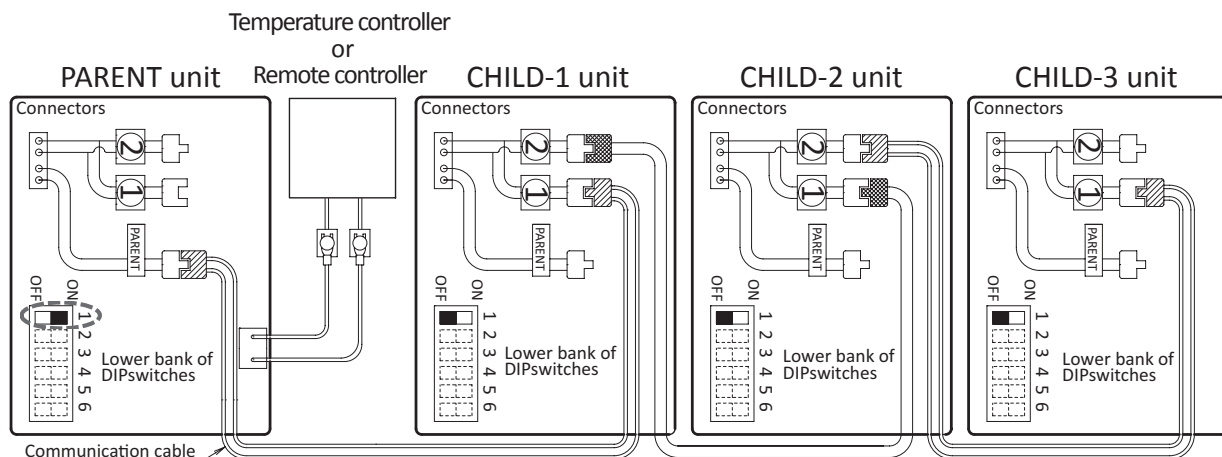 Temperature controller
or
Remote controller
PARENT unit
CHILD-1 unit
CHILD-2 unit
CHILD-3 unit
Connectors
2
1
PARENT
OFF
ON
1
2
3
4
5
6
Lower bank of
DIPswitches
Connectors
2
1
PARENT
OFF
ON
1
2
3
4
5
6
Lower bank of
DIPswitches
Connectors
2
1
PARENT
OFF
ON
1
2
3
4
5
6
Lower bank of
DIPswitches
Connectors
2
1
PARENT
OFF
ON
1
2
3
4
5
6
Lower bank of
DIPswitches
Communication cable